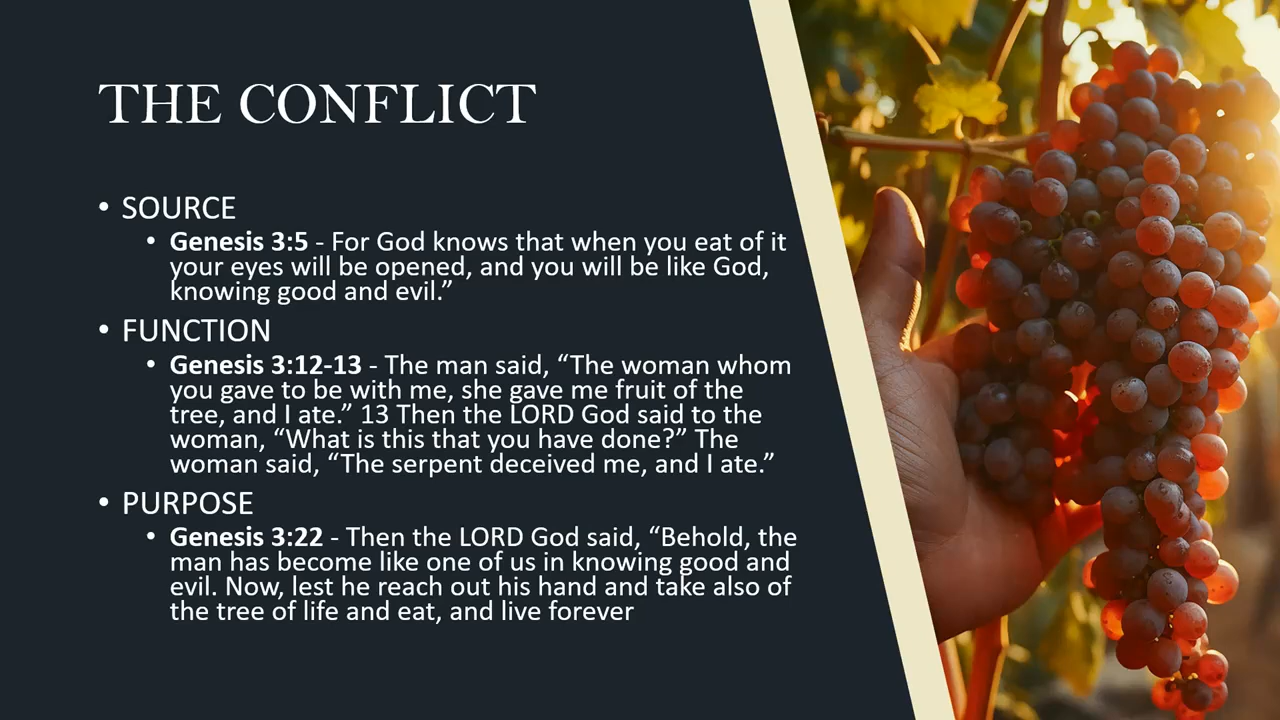 THE CONFLICT
• SOURCE
• Genesis 3:5 - For God knows that when you eat of it
your eyes will be opened, and you will be like God,
knowing good and evil.”
• FUNCTION
• Genesis 3:12-13 - The man said, “The woman whom
you gave to be with me, she gave me fruit of the
tree, and I ate.” 13 Then the LORD God said to the
woman, “What is this that you have done?” The
woman said, “The serpent deceived me, and I ate.”
• PURPOSE
• Genesis 3:22 - Then the LORD God said, “Behold, the
man has become like one of us in knowing good and
evil. Now, lest he reach out his hand and take also of
the tree of life and eat, and live forever